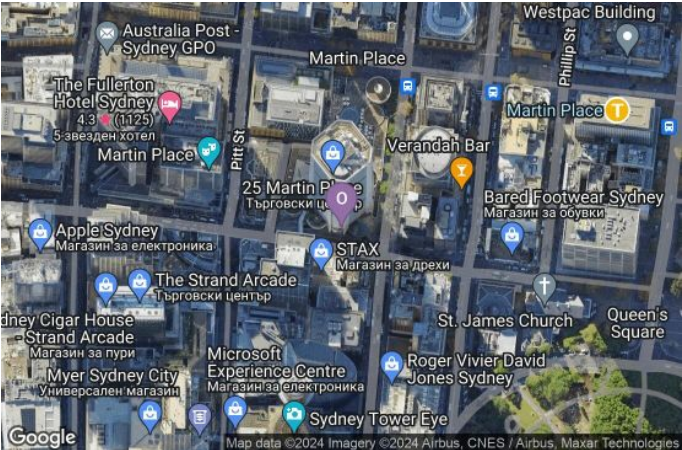 Westpac Building
Australia Post -
Sydney GPO
Phillip St
Martin Place
The Fullerton
Hotel Sydney
4.3 ★ (1125)
5-звезден хотел
Martin Place
T
Pitt St
Martin Place
Verandah Bar
25 Martin Place
Търговски център
O
Bared Footwear Sydney
Магазин за обувки
Apple Sydney
Магазин за електроника
STAX
Магазин за дрехи
The Strand Arcade
Търговски център
dney Cigar House
- Strand Arcade
Магазин за пури
St. James Church
Queen's
Square
Microsoft
Experience Centre
Магазин за електроника
Roger Vivier David
Jones Sydney
Myer Sydney City
Универсален магазин
Sydney Tower Eye
Google
Map data ©2024 Imagery ©2024 Airbus, CNES / Airbus, Maxar Technologies